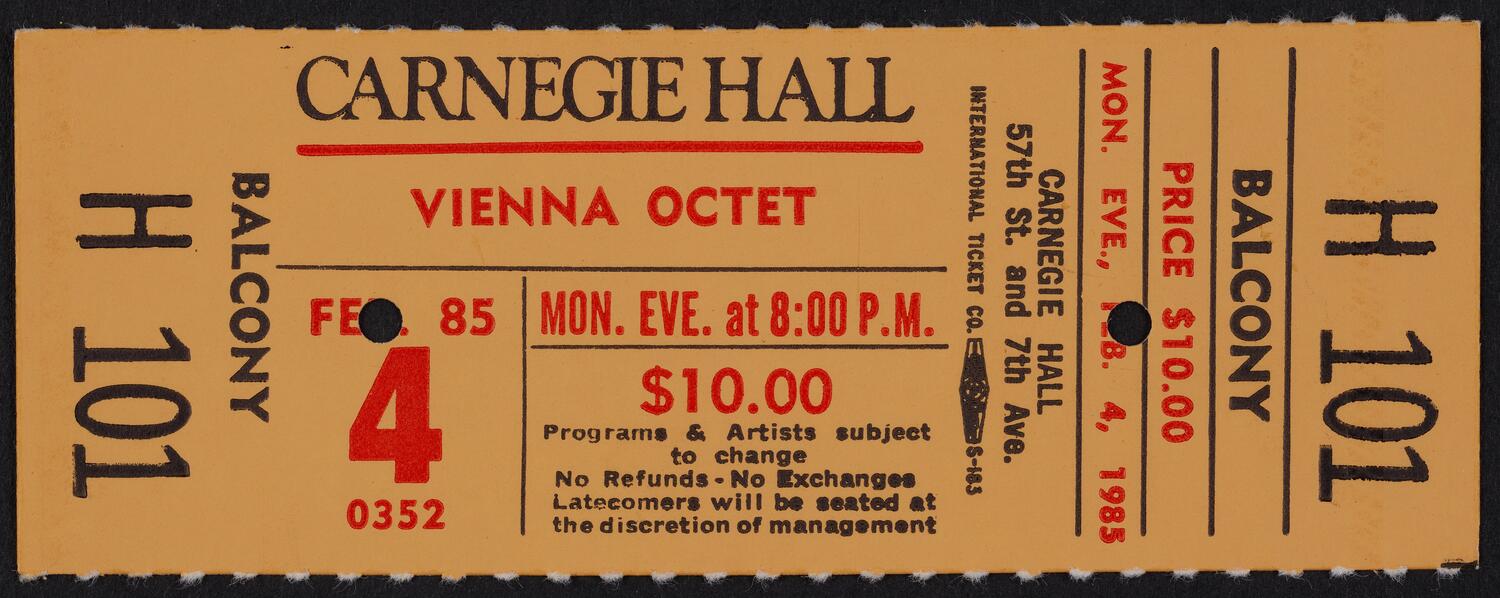 H 101
BALCONY
CARNEGIE HALL
VIENNA OCTET
FE . 85
4
0352
MON. EVE. at 8:00 P.M.
$10.00
Programs & Artists subject
to change
No Refunds - No Exchanges
Latecomers will be seated at
the discretion of management
INTERNATIONAL TICKET CO. S-183
CARNEGIE HALL
57th St. and 7th Ave.
MON. EVE., FEB. 4, 1985
PRICE $10.00
BALCONY
H 101